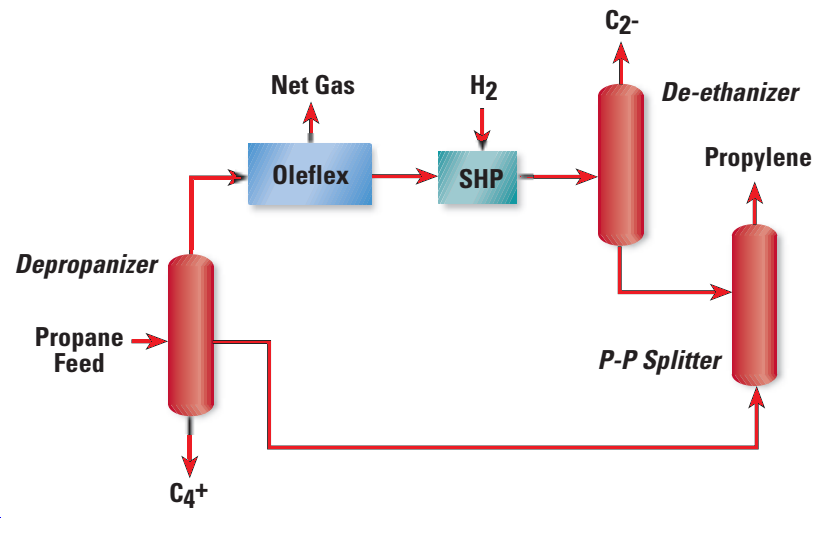 C2-
Net Gas
H2
De-ethanizer
Propylene
Oleflex
SHP
Depropanizer
Propane
Feed
P-P Splitter
C4+